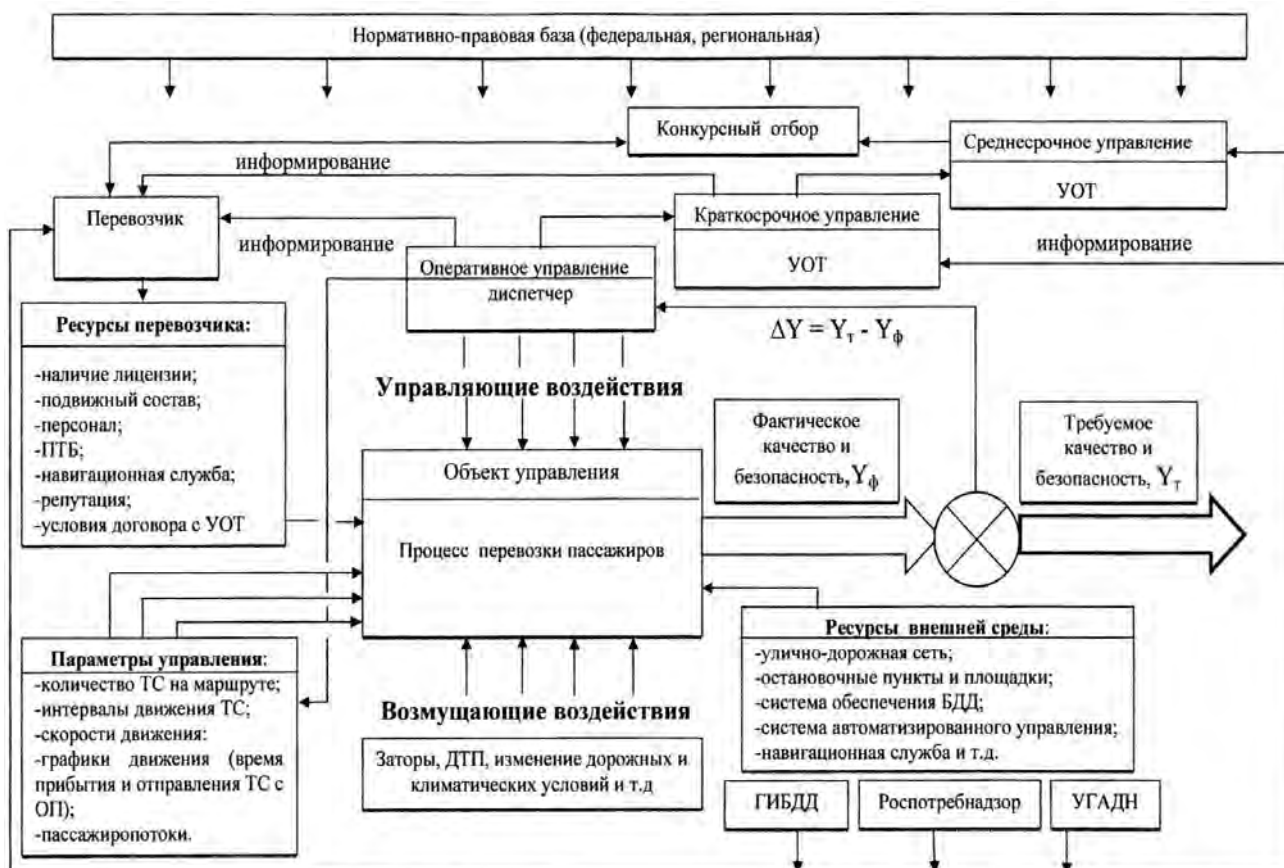 Нормативно-правовая база (федеральная, региональная)
Конкурсный отбор
Среднесрочное управление
УОТ
информирование
Перевозчик
Краткосрочное управление
УОТ
информирование
информирование
Оперативное управление
диспетчер
ΔY = Yт - Yф
Ресурсы перевозчика:
-наличие лицензии;
-подвижный состав;
-персонал;
-ПТБ;
-навигационная служба;
-репутация;
-условия договора с УОТ
Управляющие воздействия
Фактическое
качество и
безопасность, Yф
Требуемое
качество и
безопасность, Yт
Объект управления
Процесс перевозки пассажиров
Параметры управления:
-количество ТС на маршруте;
-интервалы движения ТС;
-скорости движения:
-графики движения (время
прибытия и отправления ТС с
ОП);
-пассажиропотоки.
Возмущающие воздействия
Заторы, ДТП, изменение дорожных и
климатических условий и т.д
Ресурсы внешней среды:
-улично-дорожная сеть;
-остановочные пункты и площадки;
-система обеспечения БДД;
-система автоматизированного управления;
-навигационная служба и т.д.
ГИБДД
Роспотребнадзор
УГАДН